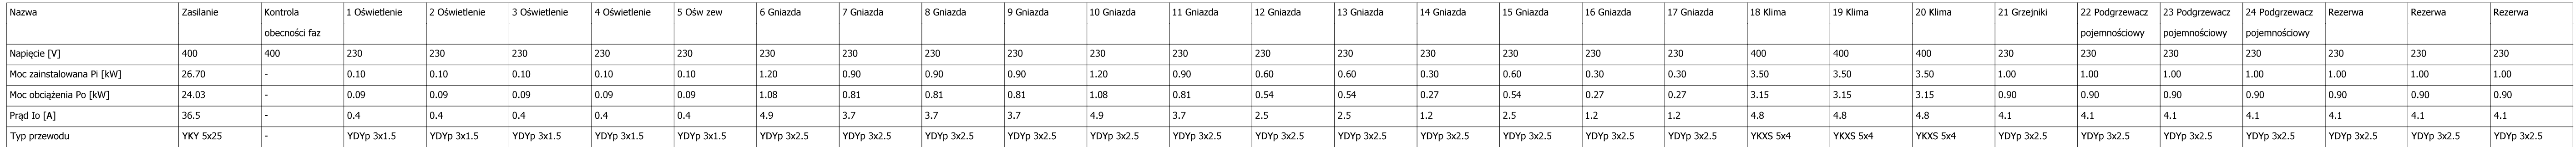 Nazwa Zasilanie Kontrola 1 Oświetlenie 2 Oświetlenie 3 Oświetlenie 4 Oświetlenie 5 Ośw zew 6 Gniazda 7 Gniazda 8 Gniazda 9 Gniazda 10 Gniazda 11 Gniazda 12 Gniazda 13 Gniazda 14 Gniazda 15 Gniazda 16 Gniazda 17 Gniazda 18 Klima 19 Klima 20 Klima 21 Grzejniki 22 Podgrzewacz 23 Podgrzewacz 24 Podgrzewacz Rezerwa Rezerwa Rezerwa
obecności faz pojemnościowy pojemnościowy pojemnościowy
Napięcie [V] 400 400 230 230 230 230 230 230 230 230 230 230 230 230 230 230 230 230 230 400 400 400 230 230 230 230 230 230 230
Moc zainstalowana Pi [kW] 26.70 - 0.10 0.10 0.10 0.10 0.10 1.20 0.90 0.90 0.90 1.20 0.90 0.60 0.60 0.30 0.60 0.30 0.30 3.50 3.50 3.50 1.00 1.00 1.00 1.00 1.00 1.00 1.00
Moc obciążenia Po [kW] 24.03 - 0.09 0.09 0.09 0.09 0.09 1.08 0.81 0.81 0.81 1.08 0.81 0.54 0.54 0.27 0.54 0.27 0.27 3.15 3.15 3.15 0.90 0.90 0.90 0.90 0.90 0.90 0.90
Prąd Io [A] 36.5 - 0.4 0.4 0.4 0.4 0.4 4.9 3.7 3.7 3.7 4.9 3.7 2.5 2.5 1.2 2.5 1.2 1.2 4.8 4.8 4.8 4.1 4.1 4.1 4.1 4.1 4.1 4.1
Typ przewodu YKY 5x25 - YDYp 3x1.5 YDYp 3x1.5 YDYp 3x1.5 YDYp 3x1.5 YDYp 3x1.5 YDYp 3x2.5 YDYp 3x2.5 YDYp 3x2.5 YDYp 3x2.5 YDYp 3x2.5 YDYp 3x2.5 YDYp 3x2.5 YDYp 3x2.5 YDYp 3x2.5 YDYp 3x2.5 YDYp 3x2.5 YDYp 3x2.5 YKXS 5x4 YKXS 5x4 YKXS 5x4 YDYp 3x2.5 YDYp 3x2.5 YDYp 3x2.5 YDYp 3x2.5 YDYp 3x2.5 YDYp 3x2.5 YDYp 3x2.5